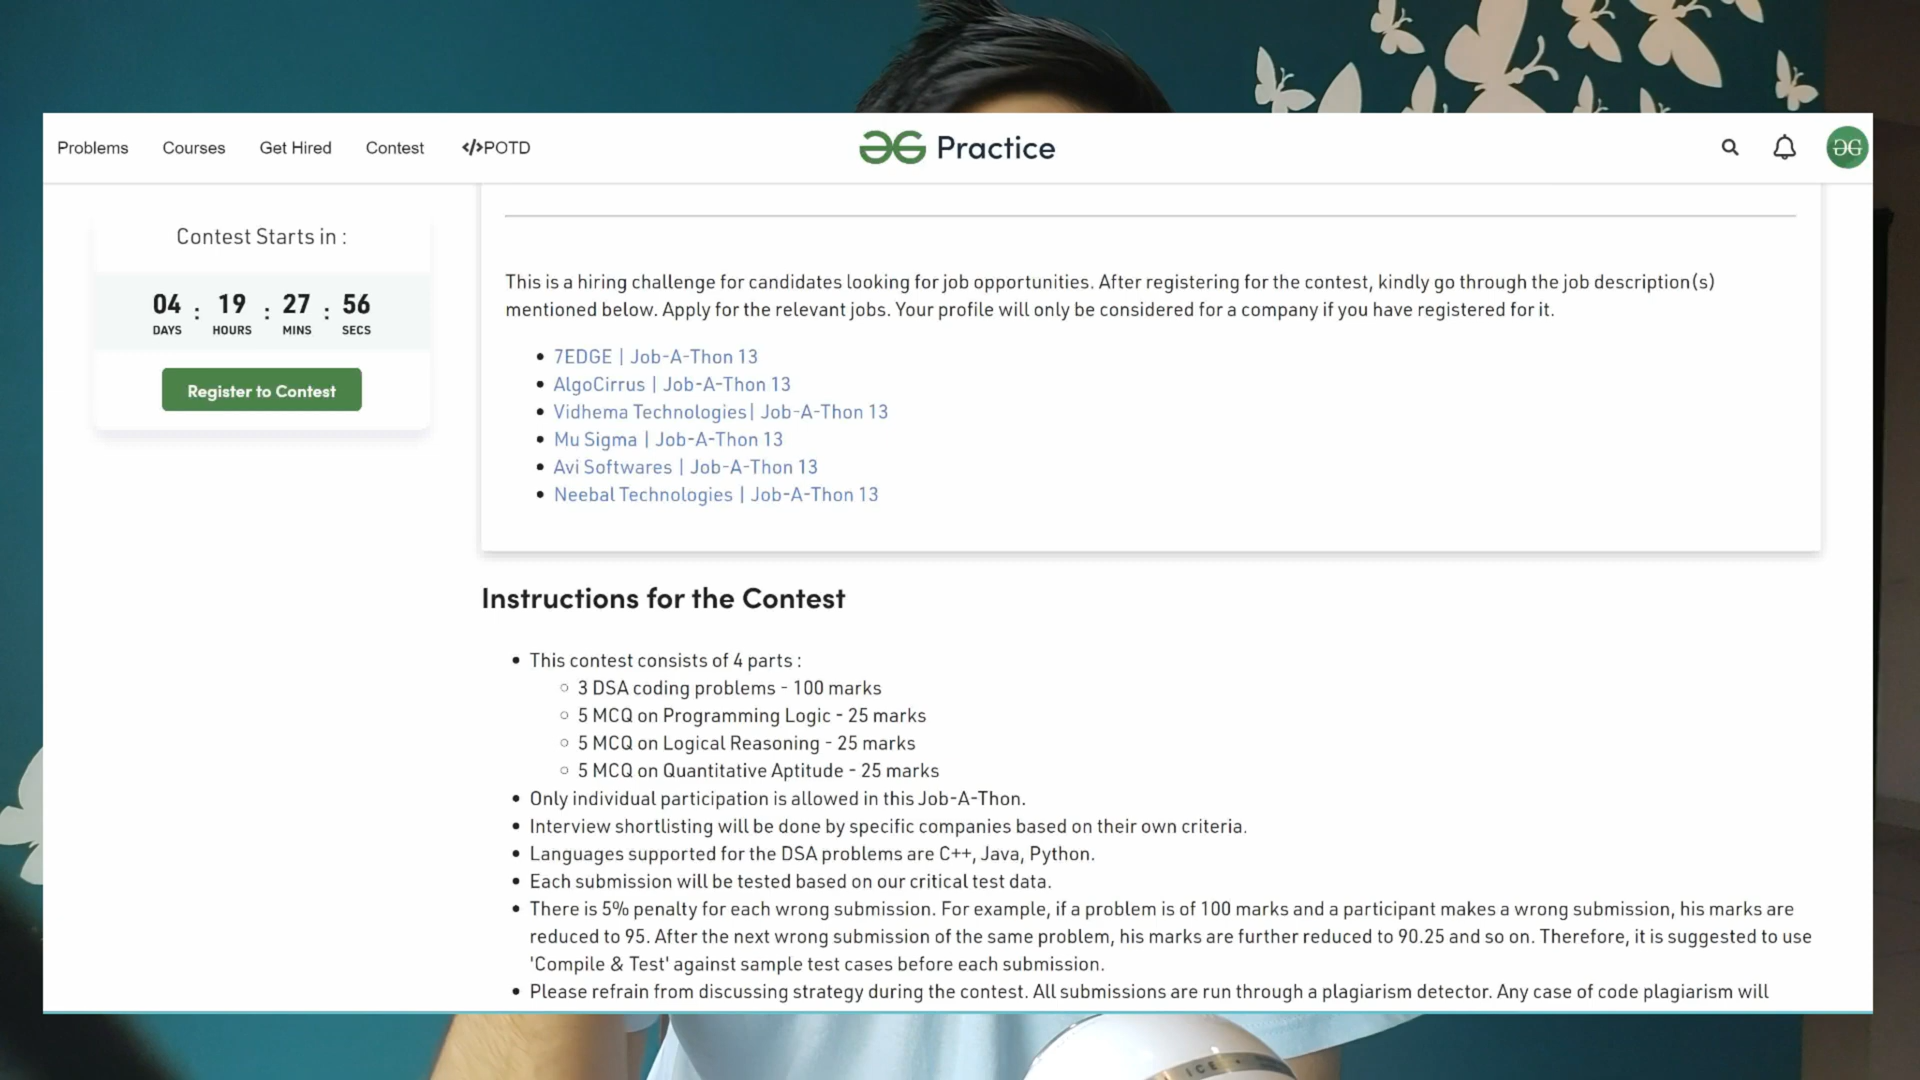 Problems Courses Get Hired Contest </>POTD Practice
Contest Starts in :
04 : 19 : 27 : 56
DAYS HOURS MINS SECS
Register to Contest
This is a hiring challenge for candidates looking for job opportunities. After registering for the contest, kindly go through the job description(s)
mentioned below. Apply for the relevant jobs. Your profile will only be considered for a company if you have registered for it.
• 7EDGE | Job-A-Thon 13
• AlgoCirrus | Job-A-Thon 13
• Vidhema Technologies| Job-A-Thon 13
• Mu Sigma | Job-A-Thon 13
• Avi Softwares | Job-A-Thon 13
• Neebal Technologies | Job-A-Thon 13
Instructions for the Contest
• This contest consists of 4 parts :
○ 3 DSA coding problems - 100 marks
○ 5 MCQ on Programming Logic - 25 marks
○ 5 MCQ on Logical Reasoning - 25 marks
○ 5 MCQ on Quantitative Aptitude - 25 marks
• Only individual participation is allowed in this Job-A-Thon.
• Interview shortlisting will be done by specific companies based on their own criteria.
• Languages supported for the DSA problems are C++, Java, Python.
• Each submission will be tested based on our critical test data.
• There is 5% penalty for each wrong submission. For example, if a problem is of 100 marks and a participant makes a wrong submission, his marks are
reduced to 95. After the next wrong submission of the same problem, his marks are further reduced to 90.25 and so on. Therefore, it is suggested to use
'Compile & Test' against sample test cases before each submission.
• Please refrain from discussing strategy during the contest. All submissions are run through a plagiarism detector. Any case of code plagiarism will
ICE